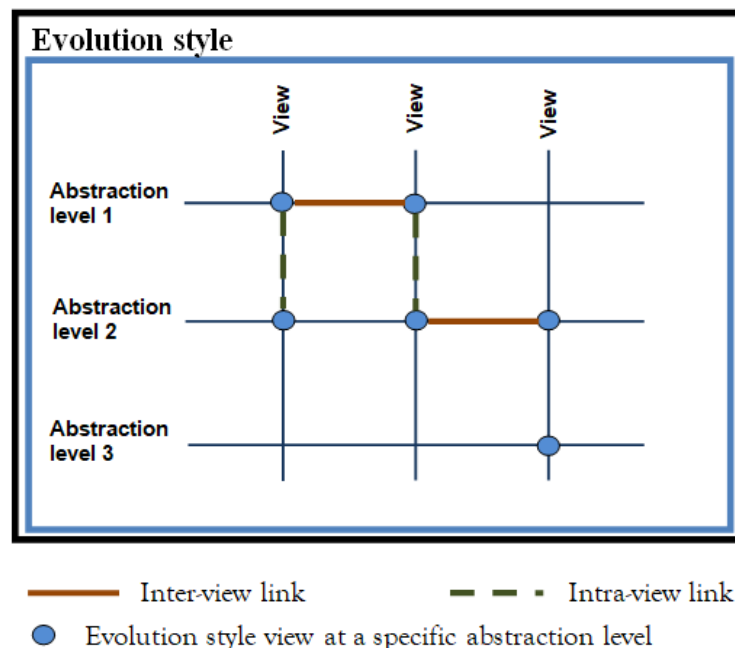 Evolution style
View
View
View
Abstraction
level 1
Abstraction
level 2
Abstraction
level 3
Inter-view link
Intra-view link
Evolution style view at a specific abstraction level